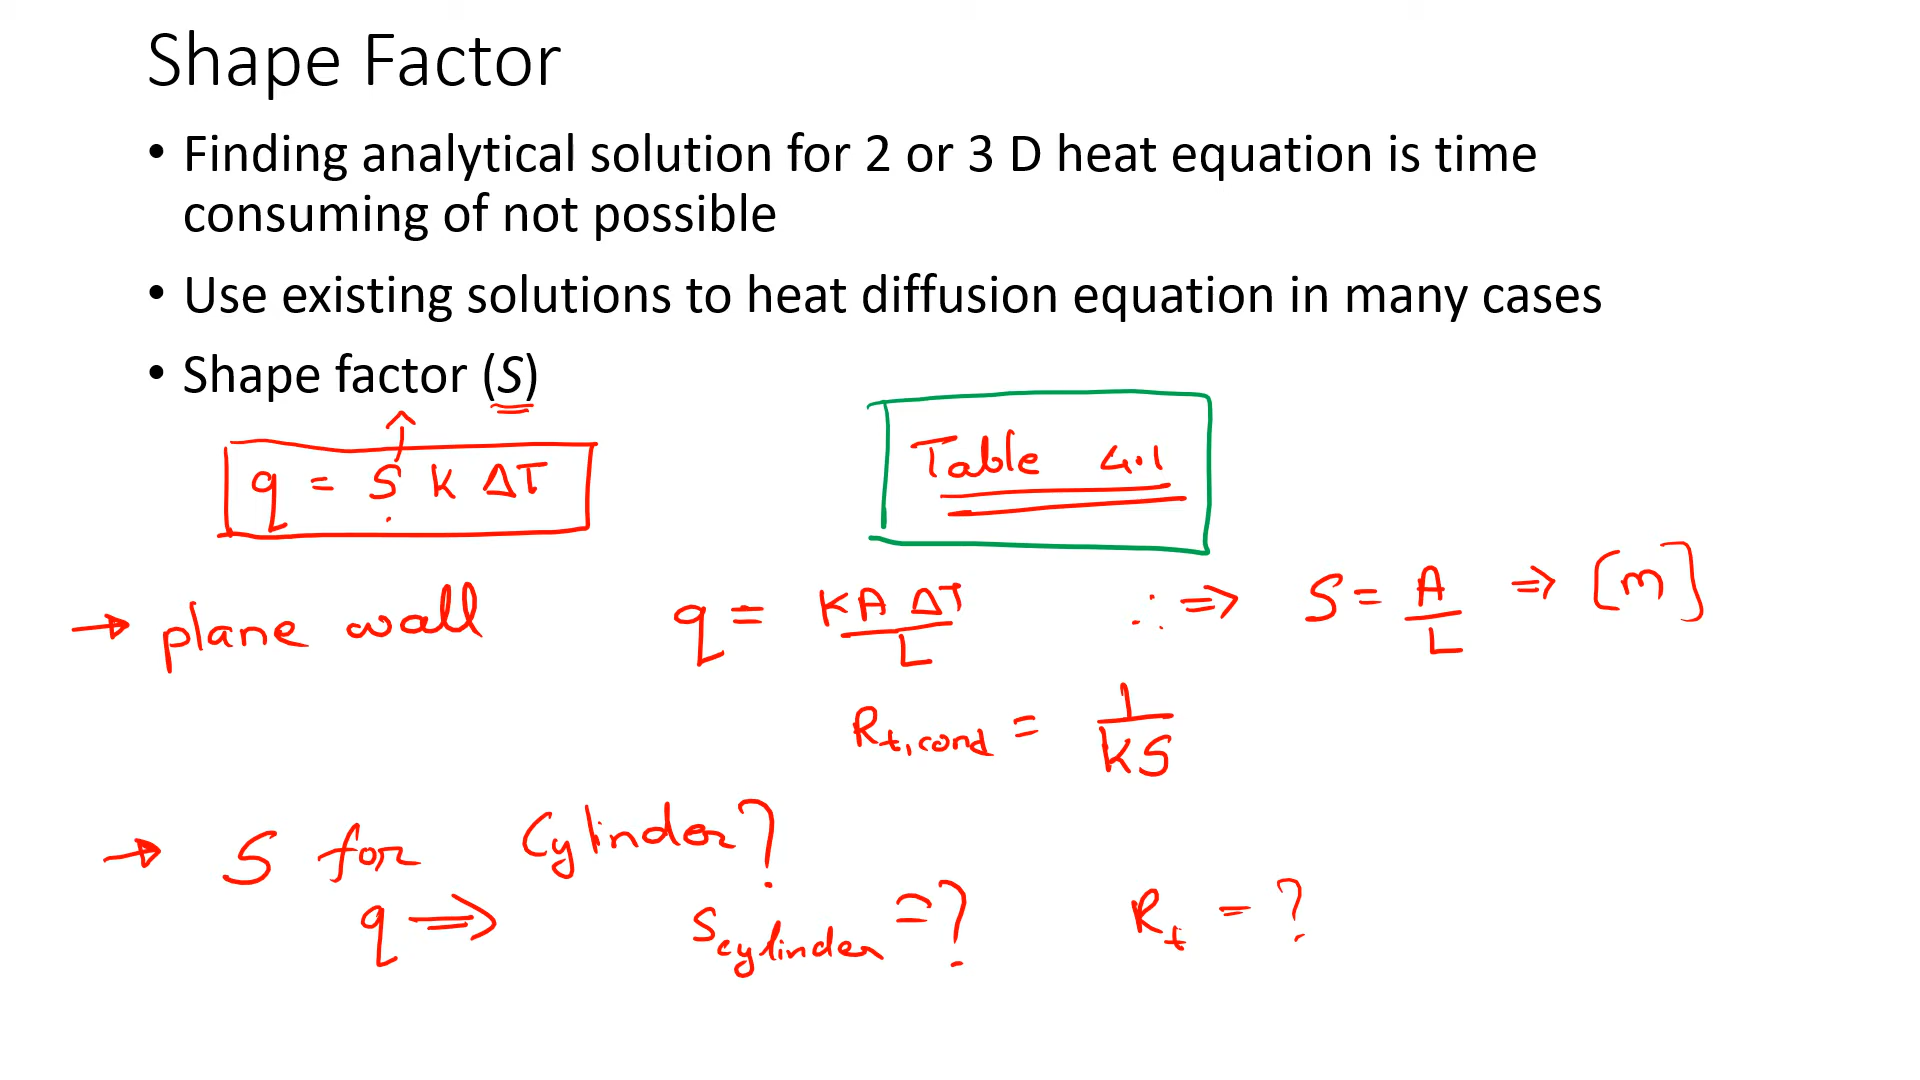 Shape Factor
• Finding analytical solution for 2 or 3 D heat equation is time
consuming of not possible
• Use existing solutions to heat diffusion equation in many cases
• Shape factor (S)
q = S K ΔT
Table 4.1
→ plane wall q = KA ΔT / L ∴ ⇒ S = A / L ⇒ [m]
Rt,cond = 1 / KS
→ S for Cylinder?
q ⇒ Scylinder = ? Rt = ?